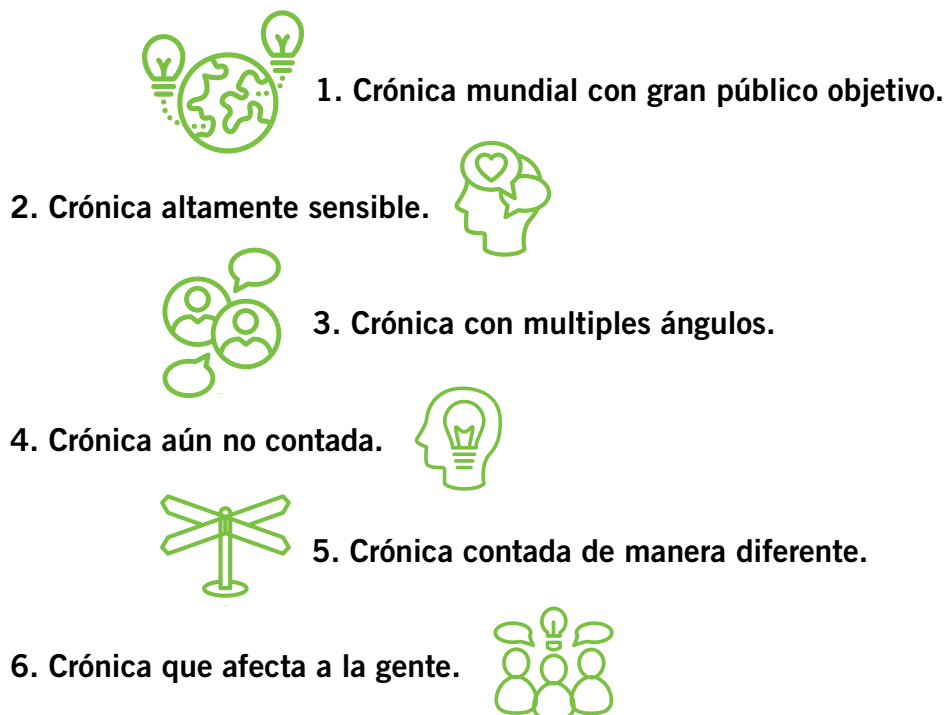 1. Crónica mundial con gran público objetivo.
2. Crónica altamente sensible.
3. Crónica con multiples ángulos.
4. Crónica aún no contada.
5. Crónica contada de manera diferente.
6. Crónica que afecta a la gente.